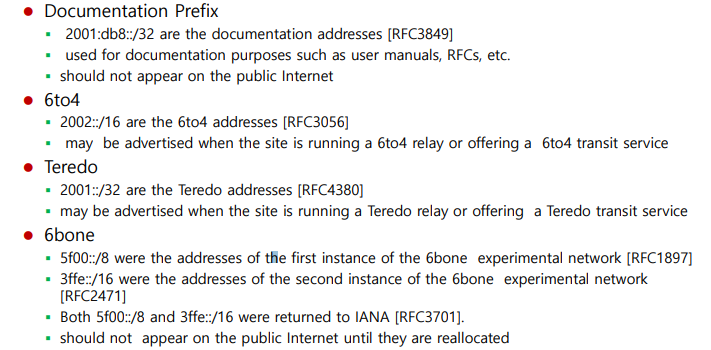 Documentation Prefix
2001:db8::/32 are the documentation addresses [RFC3849]
used for documentation purposes such as user manuals, RFCs, etc.
should not appear on the public Internet
6to4
2002::/16 are the 6to4 addresses [RFC3056]
may be advertised when the site is running a 6to4 relay or offering a 6to4 transit service
Teredo
2001::/32 are the Teredo addresses [RFC4380]
may be advertised when the site is running a Teredo relay or offering a Teredo transit service
6bone
5f00::/8 were the addresses of the first instance of the 6bone experimental network [RFC1897]
3ffe::/16 were the addresses of the second instance of the 6bone experimental network
[RFC2471]
Both 5f00::/8 and 3ffe::/16 were returned to IANA [RFC3701].
should not appear on the public Internet until they are reallocated